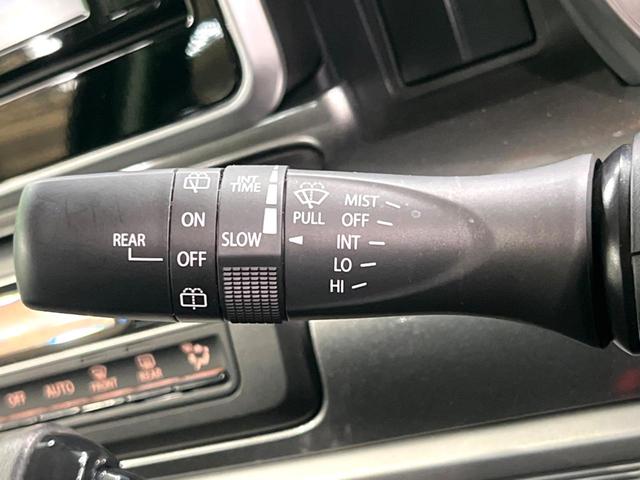 REAR
ON
OFF
INT
TIME
SLOW
PULL
MIST
OFF
INT
LO
HI
OFF
AUTO
FRONT
REAR